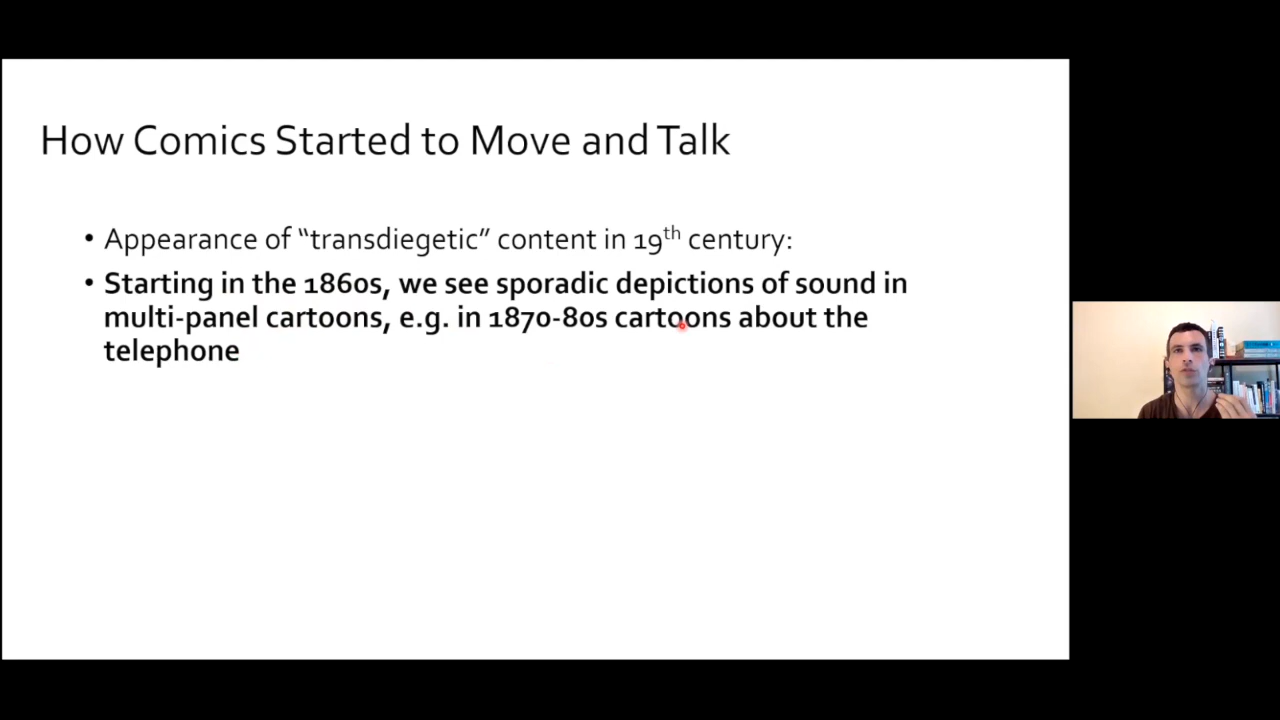 How Comics Started to Move and Talk
• Appearance of “transdiegetic” content in 19th century:
• Starting in the 1860s, we see sporadic depictions of sound in
multi-panel cartoons, e.g. in 1870-80s cartoons about the
telephone